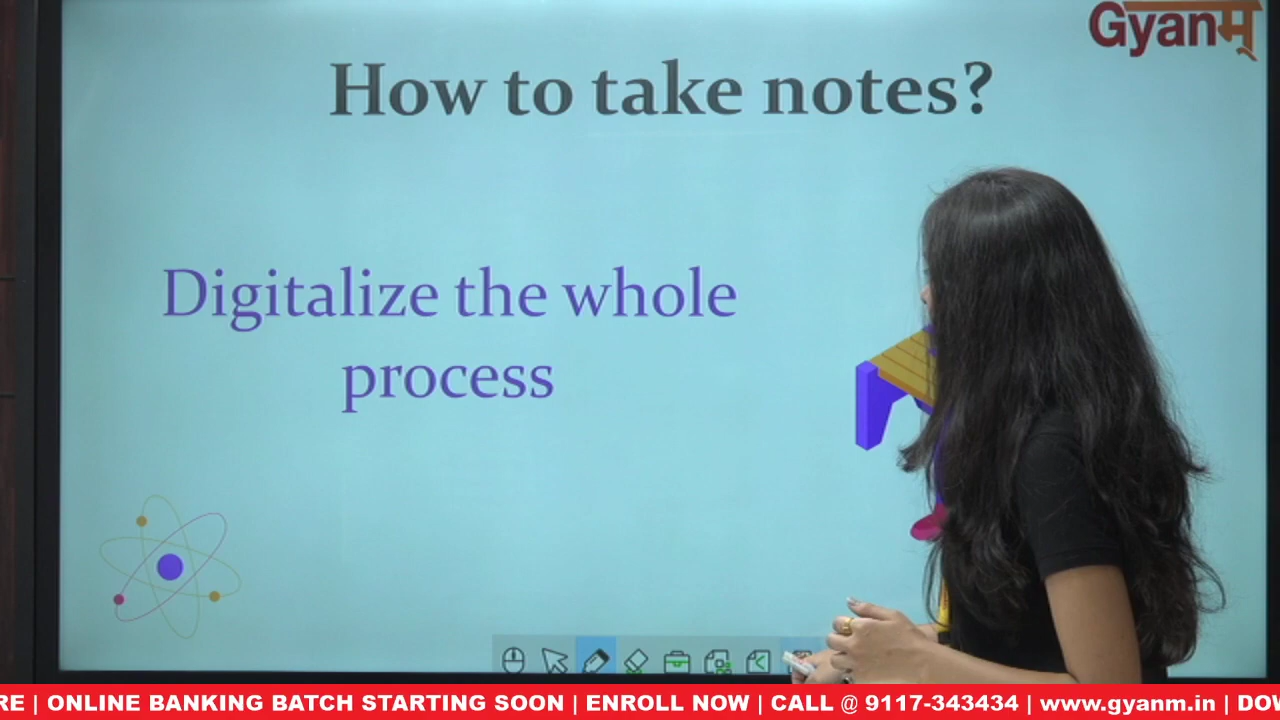 Gyanम्
How to take notes?
Digitalize the whole
process
RE | ONLINE BANKING BATCH STARTING SOON | ENROLL NOW | CALL @ 9117-343434 | www.gyanm.in | DOW